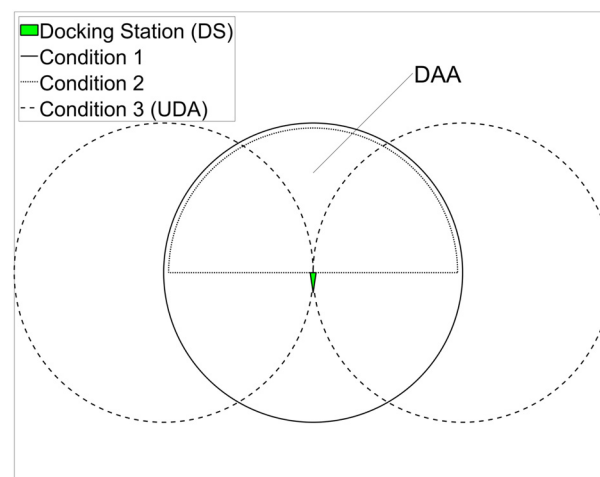 Docking Station (DS)
Condition 1
Condition 2
Condition 3 (UDA)
DAA